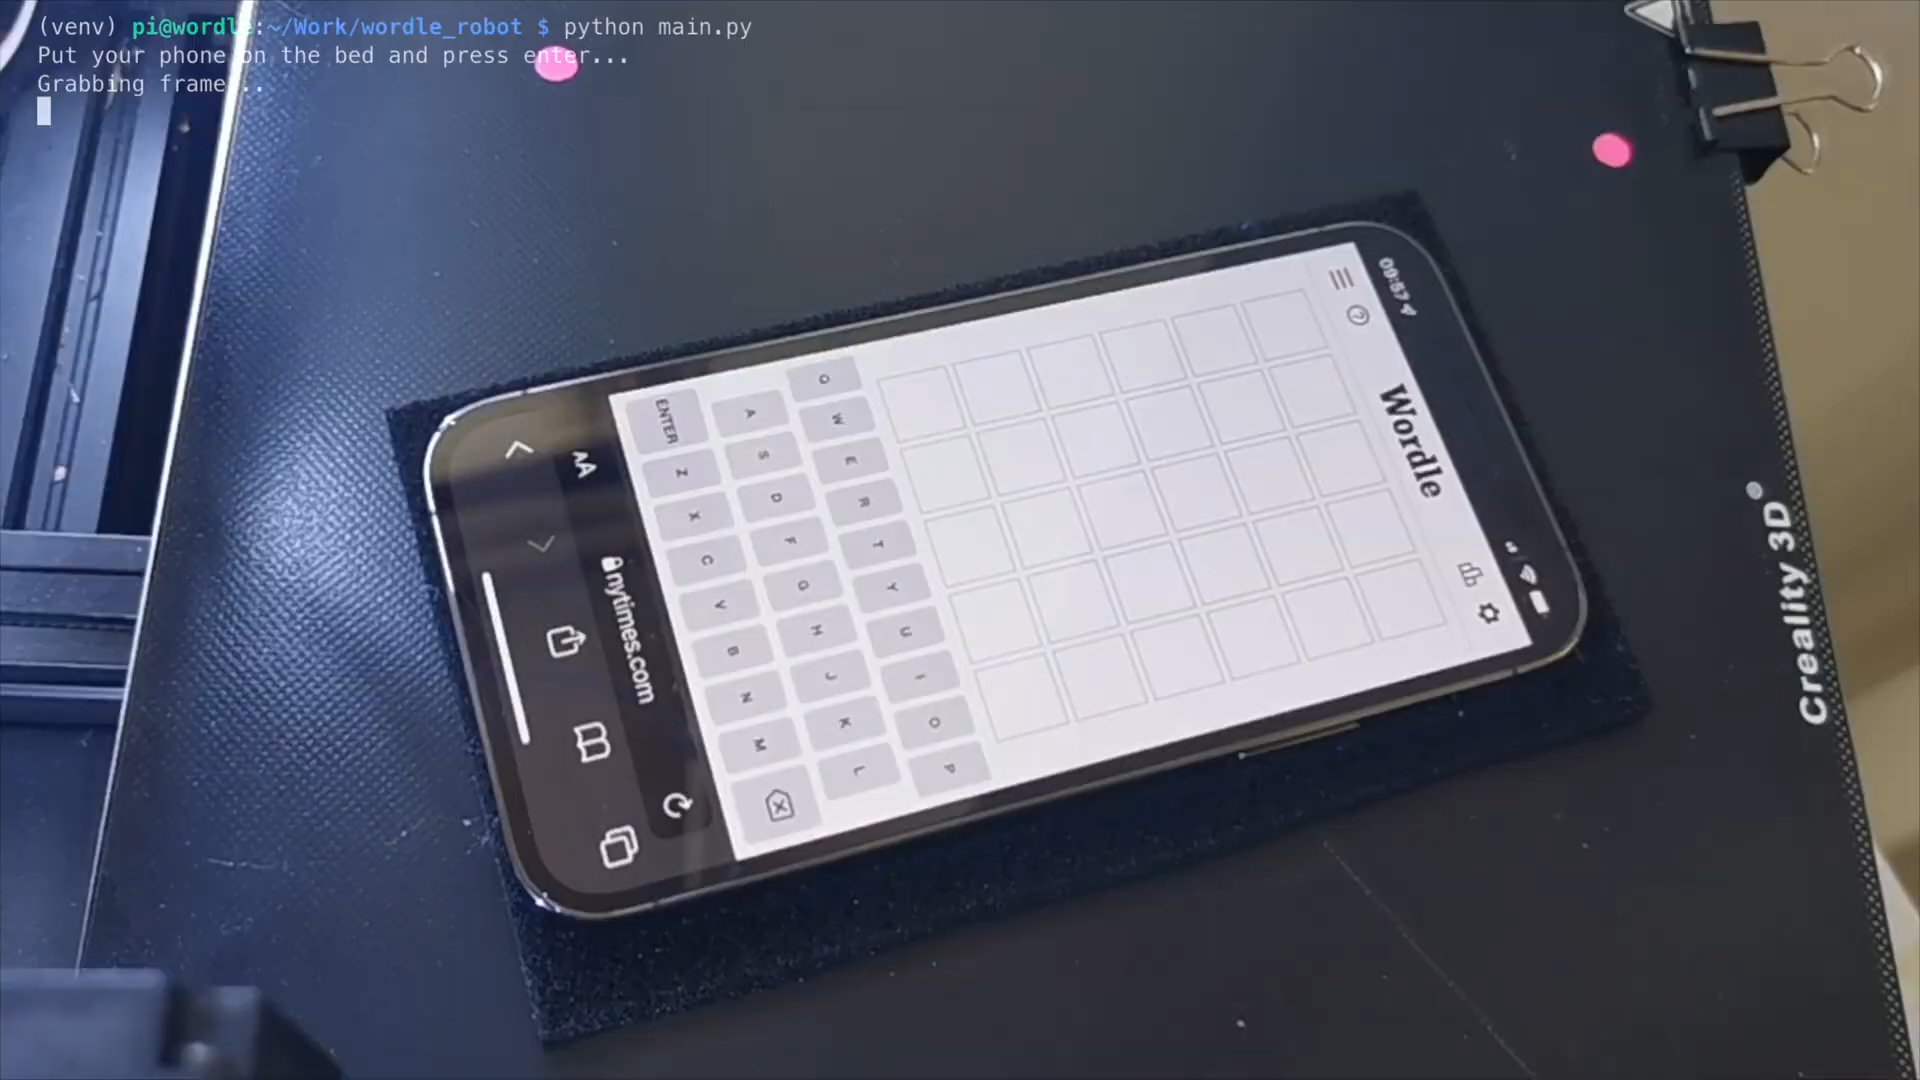 (venv) pi@wordle:~/Work/wordle_robot $ python main.py
Put your phone on the bed and press enter...
Grabbing frame...
09:57
Wordle
Q W E R T Y U I O P
A S D F G H J K L
ENTER Z X C V B N M
AA nytimes.com
Creality 3D